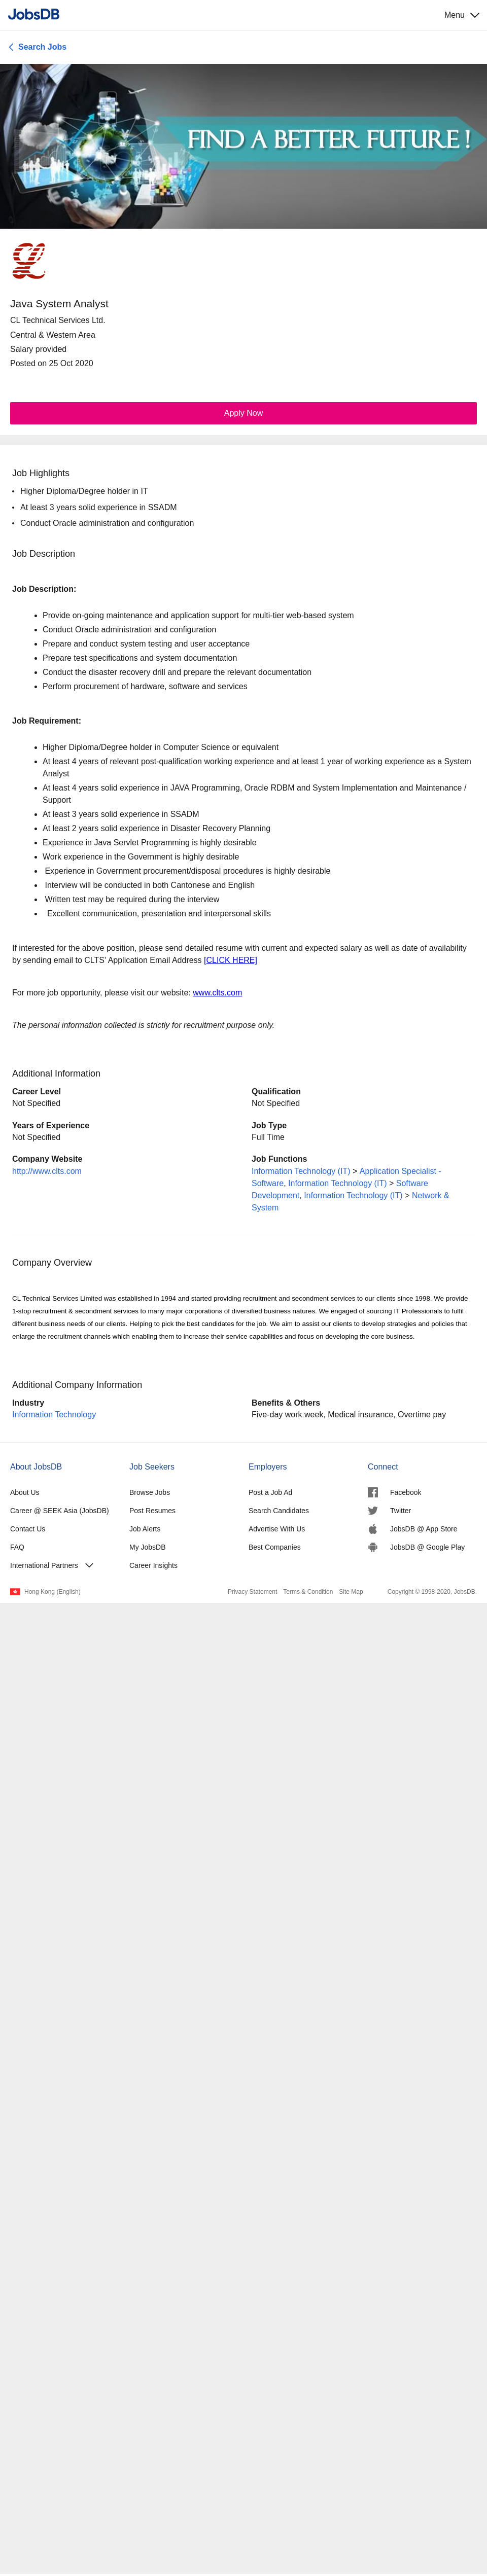 JobsDB
Menu
Search Jobs
FIND A BETTER FUTURE !
Java System Analyst
CL Technical Services Ltd.
Central & Western Area
Salary provided
Posted on 25 Oct 2020
Apply Now
Job Highlights
• Higher Diploma/Degree holder in IT
• At least 3 years solid experience in SSADM
• Conduct Oracle administration and configuration
Job Description
Job Description:
• Provide on-going maintenance and application support for multi-tier web-based system
• Conduct Oracle administration and configuration
• Prepare and conduct system testing and user acceptance
• Prepare test specifications and system documentation
• Conduct the disaster recovery drill and prepare the relevant documentation
• Perform procurement of hardware, software and services
Job Requirement:
• Higher Diploma/Degree holder in Computer Science or equivalent
• At least 4 years of relevant post-qualification working experience and at least 1 year of working experience as a System
Analyst
• At least 4 years solid experience in JAVA Programming, Oracle RDBM and System Implementation and Maintenance /
Support
• At least 3 years solid experience in SSADM
• At least 2 years solid experience in Disaster Recovery Planning
• Experience in Java Servlet Programming is highly desirable
• Work experience in the Government is highly desirable
• Experience in Government procurement/disposal procedures is highly desirable
• Interview will be conducted in both Cantonese and English
• Written test may be required during the interview
• Excellent communication, presentation and interpersonal skills
If interested for the above position, please send detailed resume with current and expected salary as well as date of availability
by sending email to CLTS' Application Email Address [CLICK HERE]
For more job opportunity, please visit our website: www.clts.com
The personal information collected is strictly for recruitment purpose only.
Additional Information
Career Level
Not Specified
Qualification
Not Specified
Years of Experience
Not Specified
Job Type
Full Time
Company Website
http://www.clts.com
Job Functions
Information Technology (IT) > Application Specialist -
Software, Information Technology (IT) > Software
Development, Information Technology (IT) > Network &
System
Company Overview
CL Technical Services Limited was established in 1994 and started providing recruitment and secondment services to our clients since 1998. We provide
1-stop recruitment & secondment services to many major corporations of diversified business natures. We engaged of sourcing IT Professionals to fulfil
different business needs of our clients. Helping to pick the best candidates for the job. We aim to assist our clients to develop strategies and policies that
enlarge the recruitment channels which enabling them to increase their service capabilities and focus on developing the core business.
Additional Company Information
Industry
Information Technology
Benefits & Others
Five-day work week, Medical insurance, Overtime pay
About JobsDB
About Us
Career @ SEEK Asia (JobsDB)
Contact Us
FAQ
International Partners
Job Seekers
Browse Jobs
Post Resumes
Job Alerts
My JobsDB
Career Insights
Employers
Post a Job Ad
Search Candidates
Advertise With Us
Best Companies
Connect
Facebook
Twitter
JobsDB @ App Store
JobsDB @ Google Play
Hong Kong (English)
Privacy Statement Terms & Condition Site Map Copyright © 1998-2020, JobsDB.